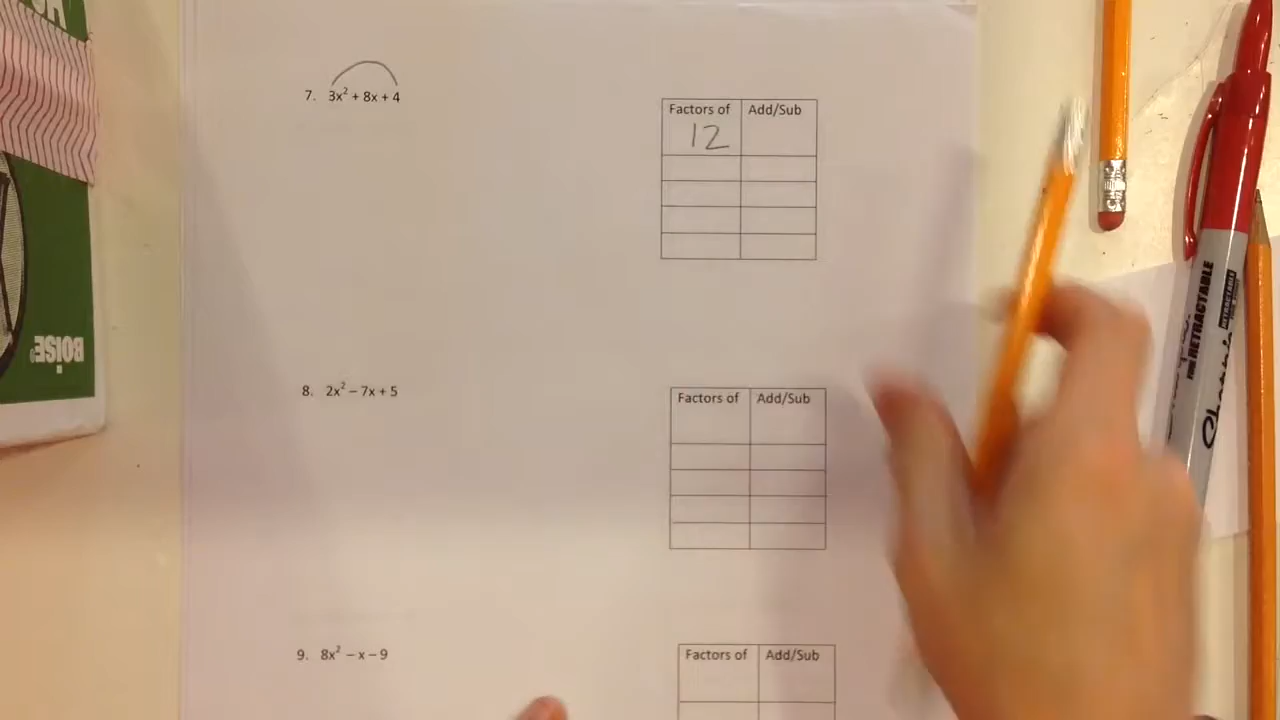 7. 3x² + 8x + 4
Factors of Add/Sub
12
8. 2x² – 7x + 5
Factors of Add/Sub
9. 8x² – x – 9
Factors of Add/Sub
BOISE®
RETRACTABLE
Sharpie